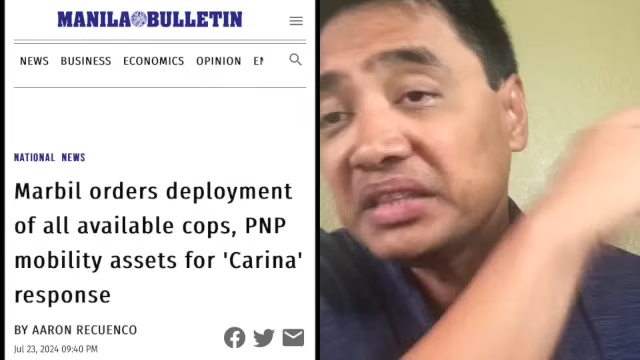 MANILA BULLETIN
NEWS BUSINESS ECONOMICS OPINION
NATIONAL NEWS
Marbil orders deployment
of all available cops, PNP
mobility assets for 'Carina'
response
BY AARON RECUENCO
Jul 23, 2024 09:40 PM